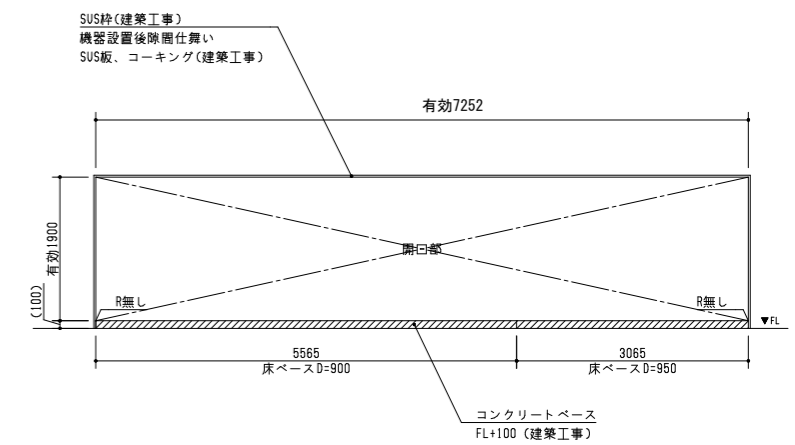 SUS枠(建築工事)
機器設置後隙間仕舞い
SUS板、コーキング(建築工事)
有効7252
開口部
有効1900
(100)
R無し
R無し
▼FL
5565
床ベースD=900
3065
床ベースD=950
コンクリートベース
FL+100 (建築工事)